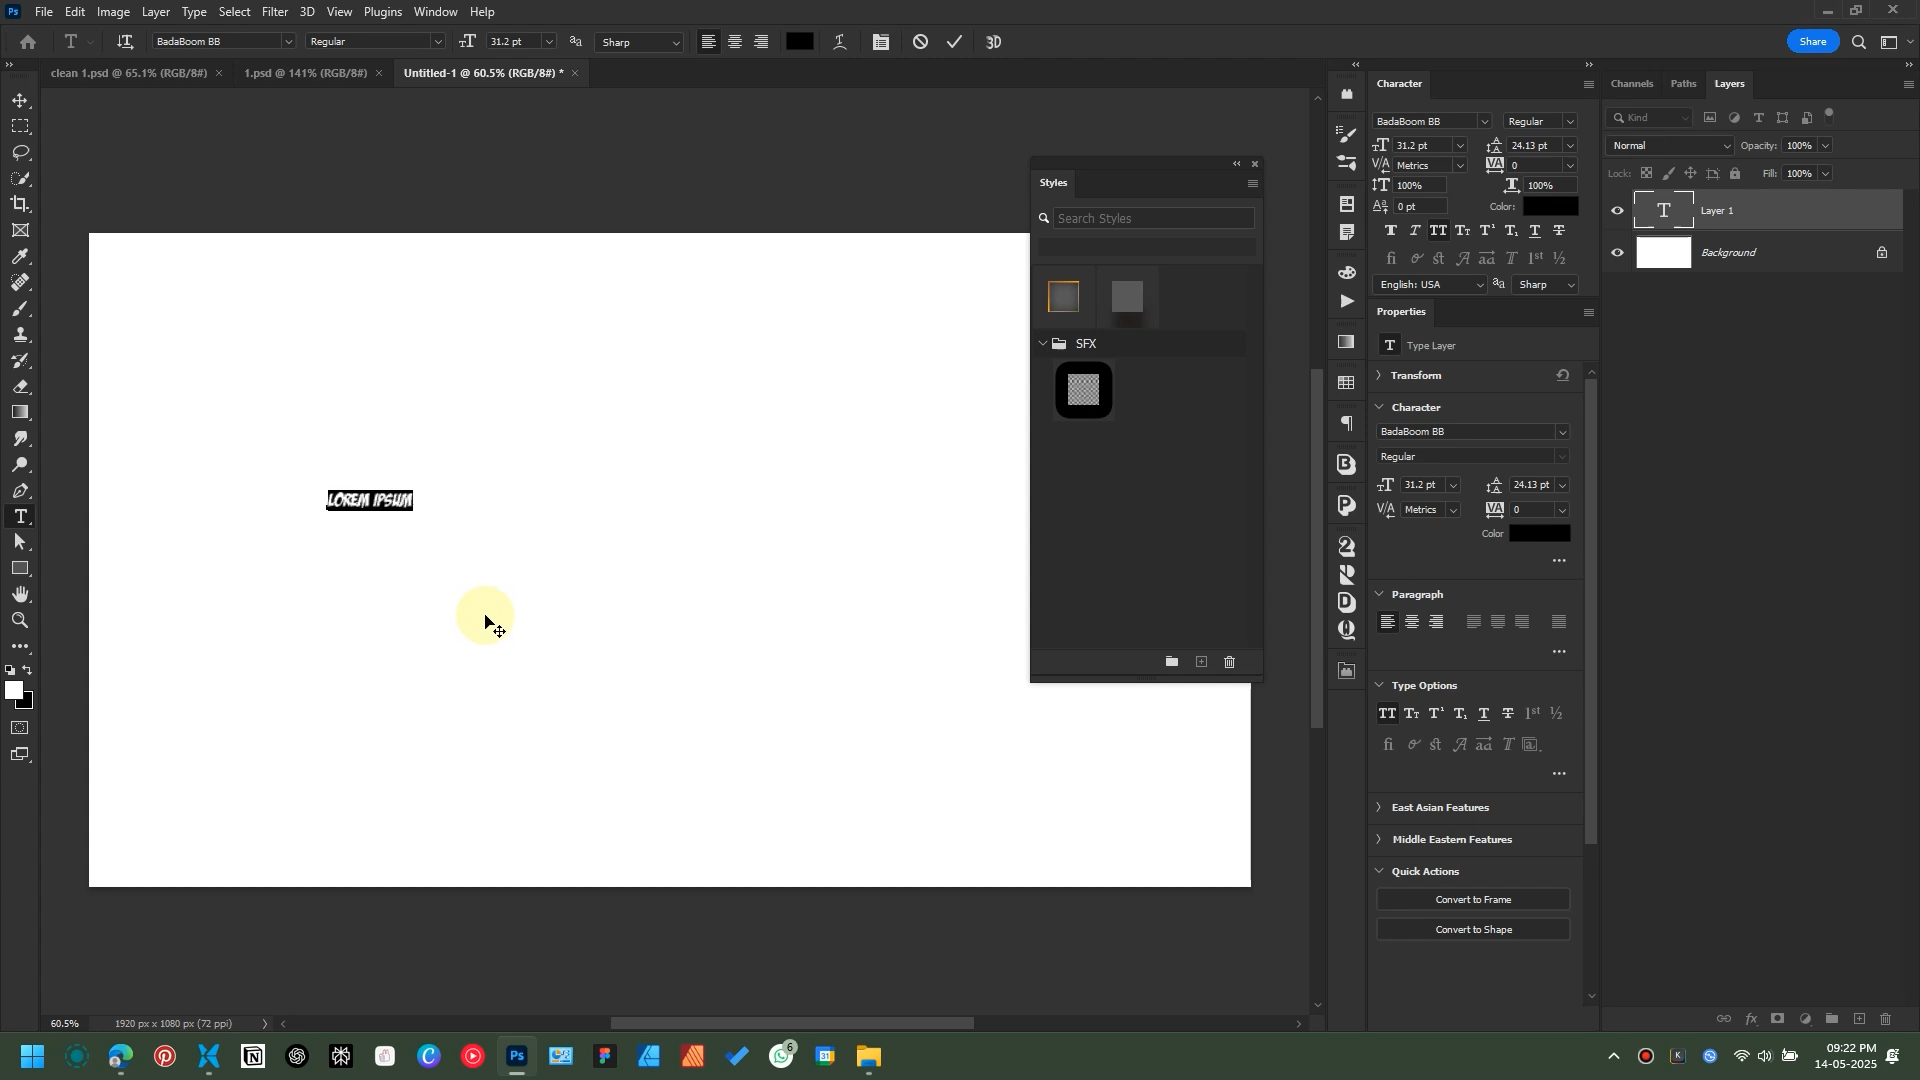 File Edit Image Layer Type Select Filter 3D View Plugins Window Help
BadaBoom BB Regular 31.2 pt Sharp 3D Share
clean 1.psd @ 65.1% (RGB/8#) × 1.psd @ 141% (RGB/8#) × Untitled-1 @ 60.5% (RGB/8#) * ×
LOREM IPSUM
Styles
Search Styles
SFX
Character
BadaBoom BB Regular
31.2 pt 24.13 pt
Metrics 0
100% 100%
0 pt Color:
English: USA Sharp
Properties
Type Layer
Transform
Character
BadaBoom BB
Regular
31.2 pt 24.13 pt
Metrics 0
Color
Paragraph
Type Options
East Asian Features
Middle Eastern Features
Quick Actions
Convert to Frame
Convert to Shape
Channels Paths Layers
Kind
Normal Opacity: 100%
Lock: Fill: 100%
Layer 1
Background
60.5% 1920 px x 1080 px (72 ppi)
09:22 PM
14-05-2025